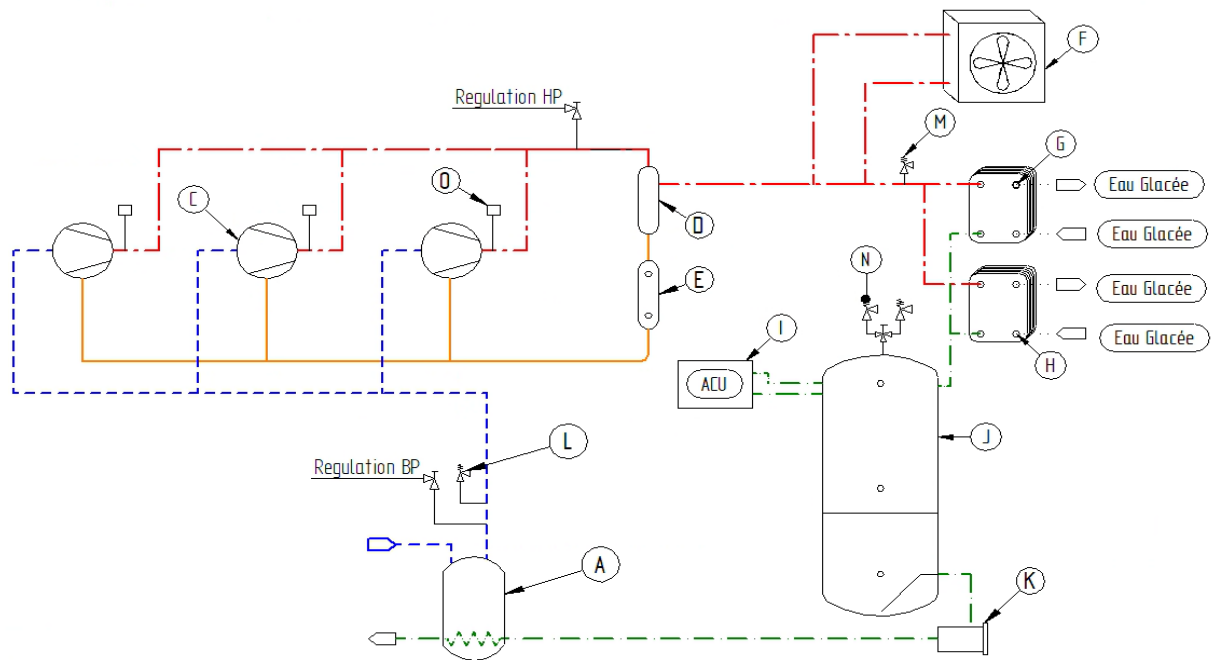 F
Regulation HP
M
G
Eau Glacée
O
C
D
Eau Glacée
N
E
Eau Glacée
I
Eau Glacée
H
ACU
J
L
Regulation BP
A
K